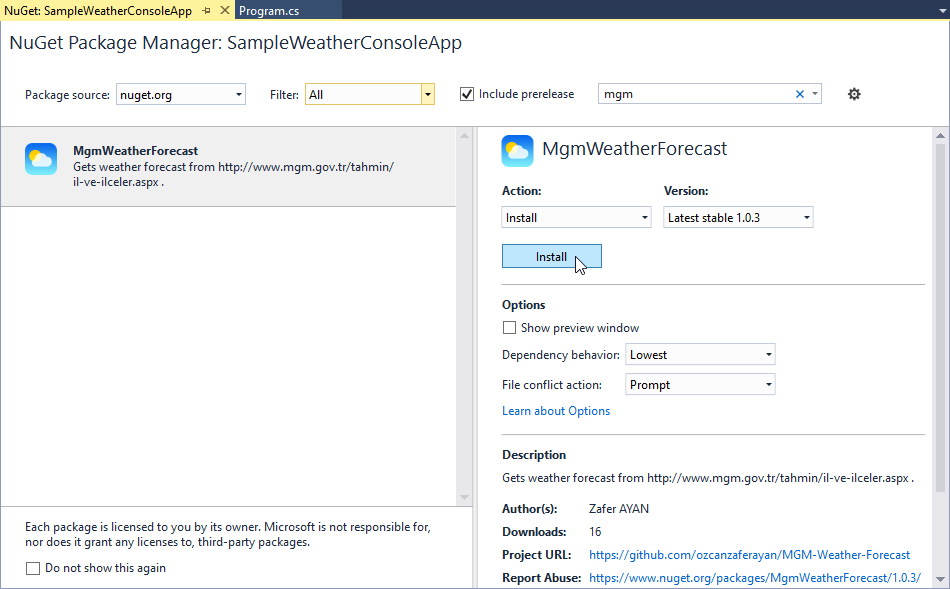 NuGet: SampleWeatherConsoleApp
Program.cs
NuGet Package Manager: SampleWeatherConsoleApp
Package source: nuget.org
Filter: All
Include prerelease
mgm
MgmWeatherForecast
Gets weather forecast from http://www.mgm.gov.tr/tahmin/
il-ve-ilceler.aspx .
Each package is licensed to you by its owner. Microsoft is not responsible for,
nor does it grant any licenses to, third-party packages.
Do not show this again
MgmWeatherForecast
Action: Version:
Install Latest stable 1.0.3
Install
Options
Show preview window
Dependency behavior: Lowest
File conflict action: Prompt
Learn about Options
Description
Gets weather forecast from http://www.mgm.gov.tr/tahmin/il-ve-ilceler.aspx .
Author(s): Zafer AYAN
Downloads: 16
Project URL: https://github.com/ozcanzaferayan/MGM-Weather-Forecast
Report Abuse: https://www.nuget.org/packages/MgmWeatherForecast/1.0.3/